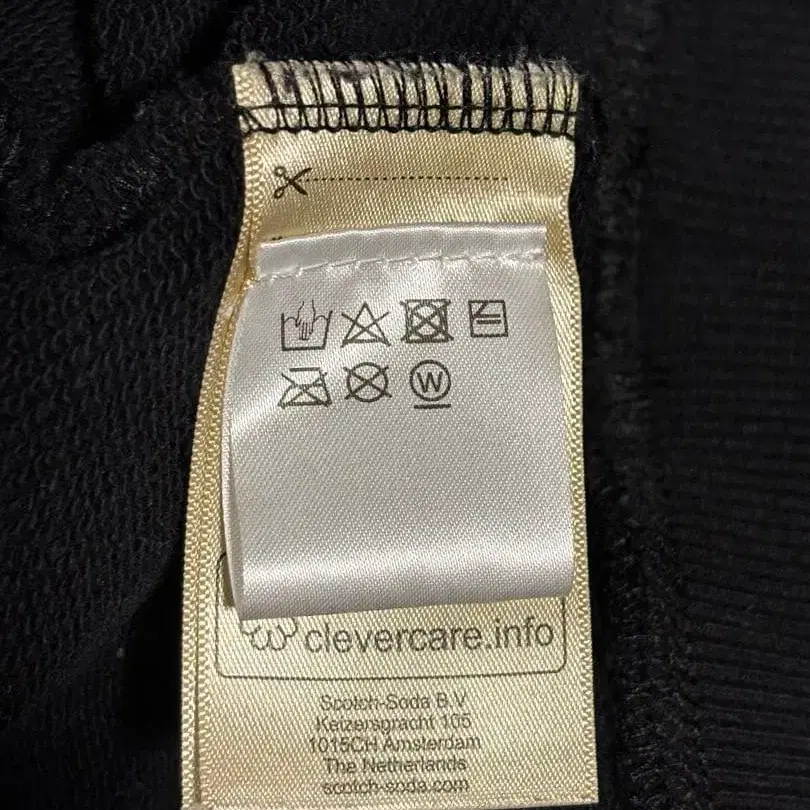 W
clevercare.info
Scotch-Soda B.V
Keizersgracht 105
1015CH Amsterdam
The Netherlands
scotch-soda.com